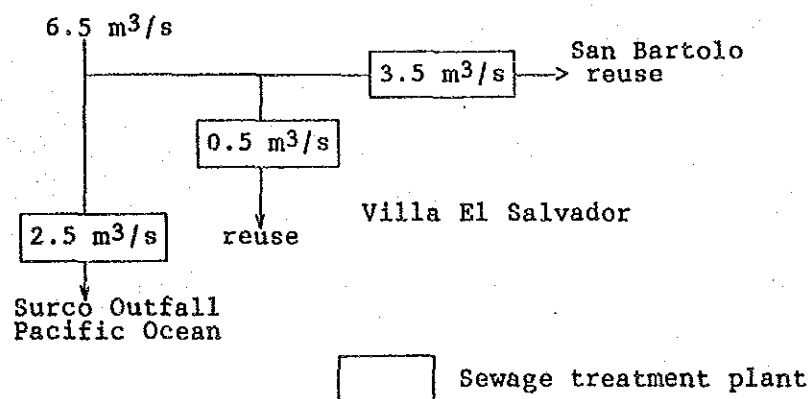 6.5 m³/s
San Bartolo
reuse
3.5 m³/s
0.5 m³/s
Villa El Salvador
reuse
2.5 m³/s
Surco Outfall
Pacific Ocean
Sewage treatment plant